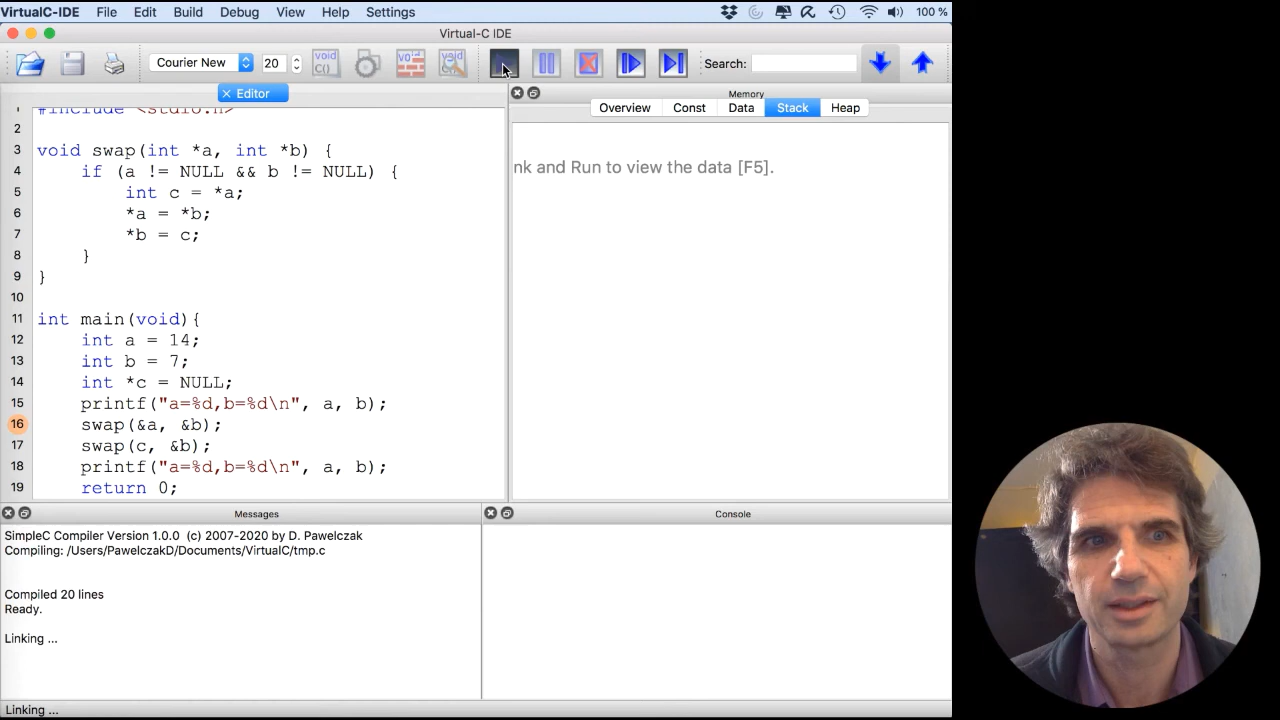 VirtualC-IDE File Edit Build Debug View Help Settings 100 %
Virtual-C IDE
Courier New 20 void C() Search:
Editor
Memory
Overview Const Data Stack Heap
nk and Run to view the data [F5].
1 #include <stdio.h>
2
3 void swap(int *a, int *b) {
4 if (a != NULL && b != NULL) {
5 int c = *a;
6 *a = *b;
7 *b = c;
8 }
9 }
10
11 int main(void){
12 int a = 14;
13 int b = 7;
14 int *c = NULL;
15 printf("a=%d,b=%d\n", a, b);
16 swap(&a, &b);
17 swap(c, &b);
18 printf("a=%d,b=%d\n", a, b);
19 return 0;
Messages
SimpleC Compiler Version 1.0.0 (c) 2007-2020 by D. Pawelczak
Compiling: /Users/PawelczakD/Documents/VirtualC/tmp.c
Compiled 20 lines
Ready.
Linking ...
Console
Linking ...